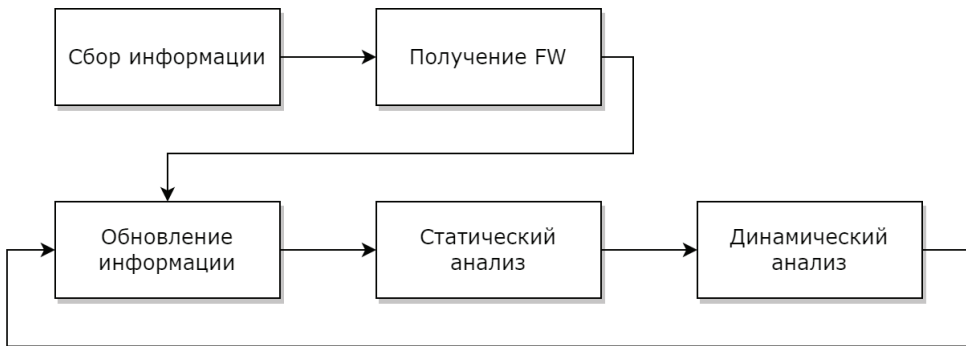 Сбор информации
Получение FW
Обновление
информации
Статический
анализ
Динамический
анализ